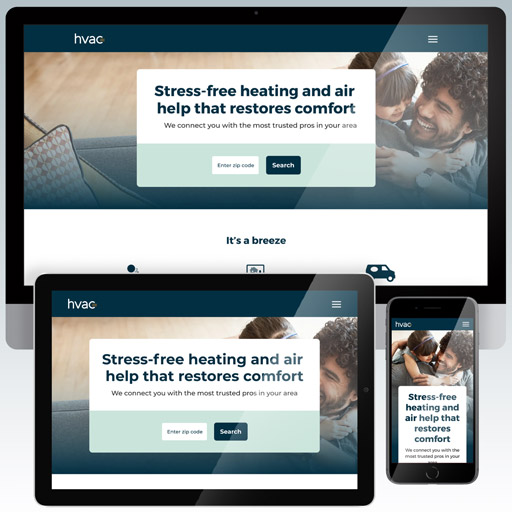 hvac
Stress-free heating and air
help that restores comfort
We connect you with the most trusted pros in your area
Enter zip code
Search
It's a breeze
hvac
Stress-free heating and air
help that restores comfort
We connect you with the most trusted pros in your area
Enter zip code
Search
hvac
Stress-free
heating and
air help that
restores
comfort
We connect you with the
most trusted pros in your